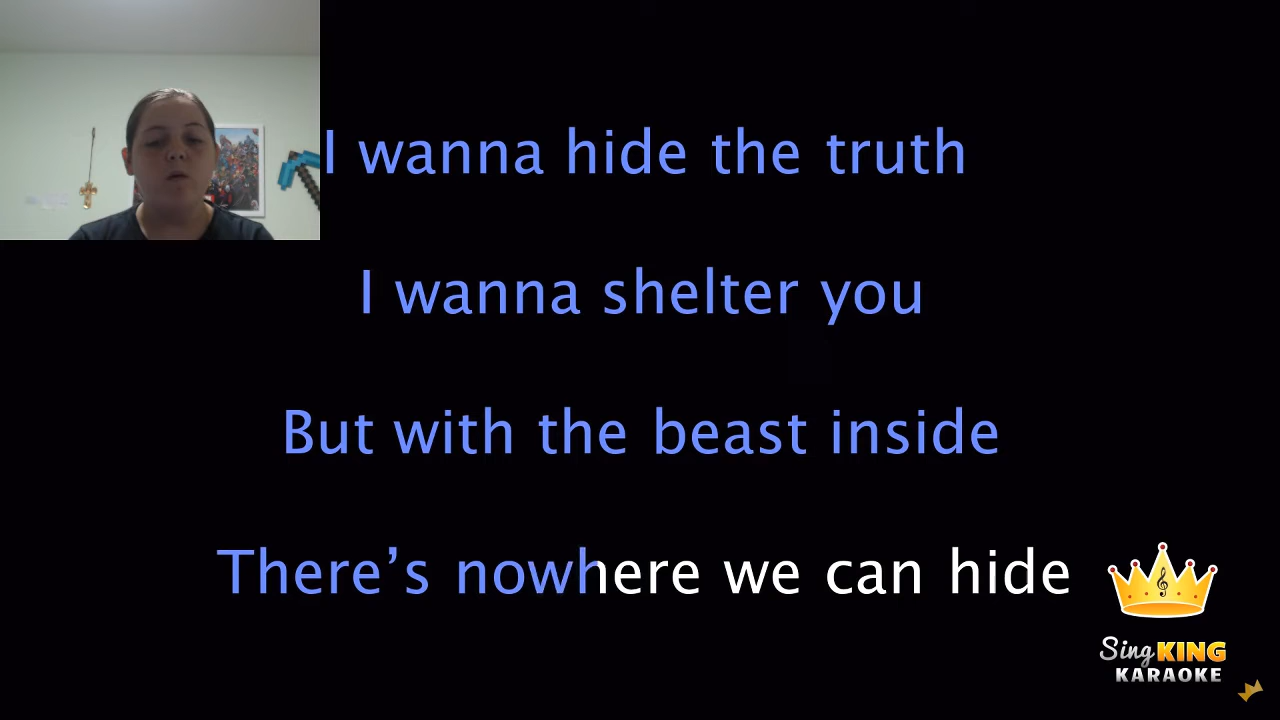 I wanna hide the truth
I wanna shelter you
But with the beast inside
There's nowhere we can hide
Sing KING
KARAOKE